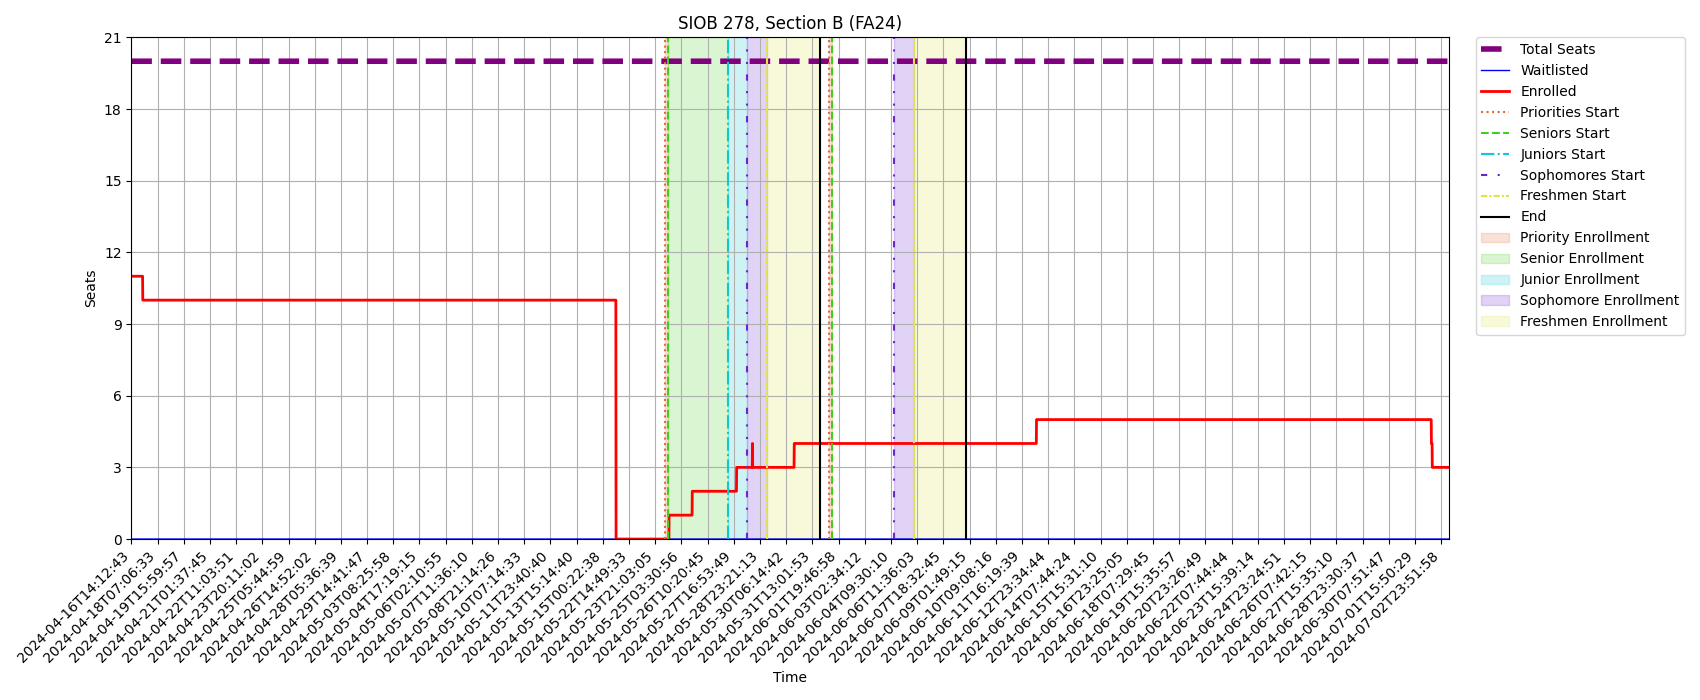 SIOB 278, Section B (FA24)
21
18
15
12
9
6
3
0
Seats
2024-04-16T14:12:43
2024-04-18T07:06:33
2024-04-19T15:59:57
2024-04-21T01:37:45
2024-04-22T11:03:51
2024-04-23T20:11:02
2024-04-25T05:44:59
2024-04-26T14:52:02
2024-04-28T05:36:39
2024-04-29T14:41:47
2024-05-03T08:25:58
2024-05-04T17:19:15
2024-05-06T02:10:55
2024-05-07T11:36:10
2024-05-08T21:14:26
2024-05-10T07:14:33
2024-05-11T23:40:40
2024-05-13T15:14:40
2024-05-15T00:22:38
2024-05-22T14:49:33
2024-05-23T21:03:05
2024-05-25T03:30:56
2024-05-26T10:20:45
2024-05-27T16:53:49
2024-05-28T23:21:13
2024-05-30T06:14:42
2024-05-31T13:01:53
2024-06-01T19:46:58
2024-06-03T02:34:12
2024-06-04T09:30:10
2024-06-06T11:36:03
2024-06-07T18:32:45
2024-06-09T01:49:15
2024-06-10T09:08:16
2024-06-11T16:19:39
2024-06-12T23:34:44
2024-06-14T07:44:24
2024-06-15T15:31:10
2024-06-16T23:25:05
2024-06-18T07:29:45
2024-06-19T15:35:57
2024-06-20T23:26:49
2024-06-22T07:44:44
2024-06-23T15:39:14
2024-06-24T23:24:51
2024-06-26T07:42:15
2024-06-27T15:35:10
2024-06-28T23:30:37
2024-06-30T07:51:47
2024-07-01T15:50:29
2024-07-02T23:51:58
Time
Total Seats
Waitlisted
Enrolled
Priorities Start
Seniors Start
Juniors Start
Sophomores Start
Freshmen Start
End
Priority Enrollment
Senior Enrollment
Junior Enrollment
Sophomore Enrollment
Freshmen Enrollment